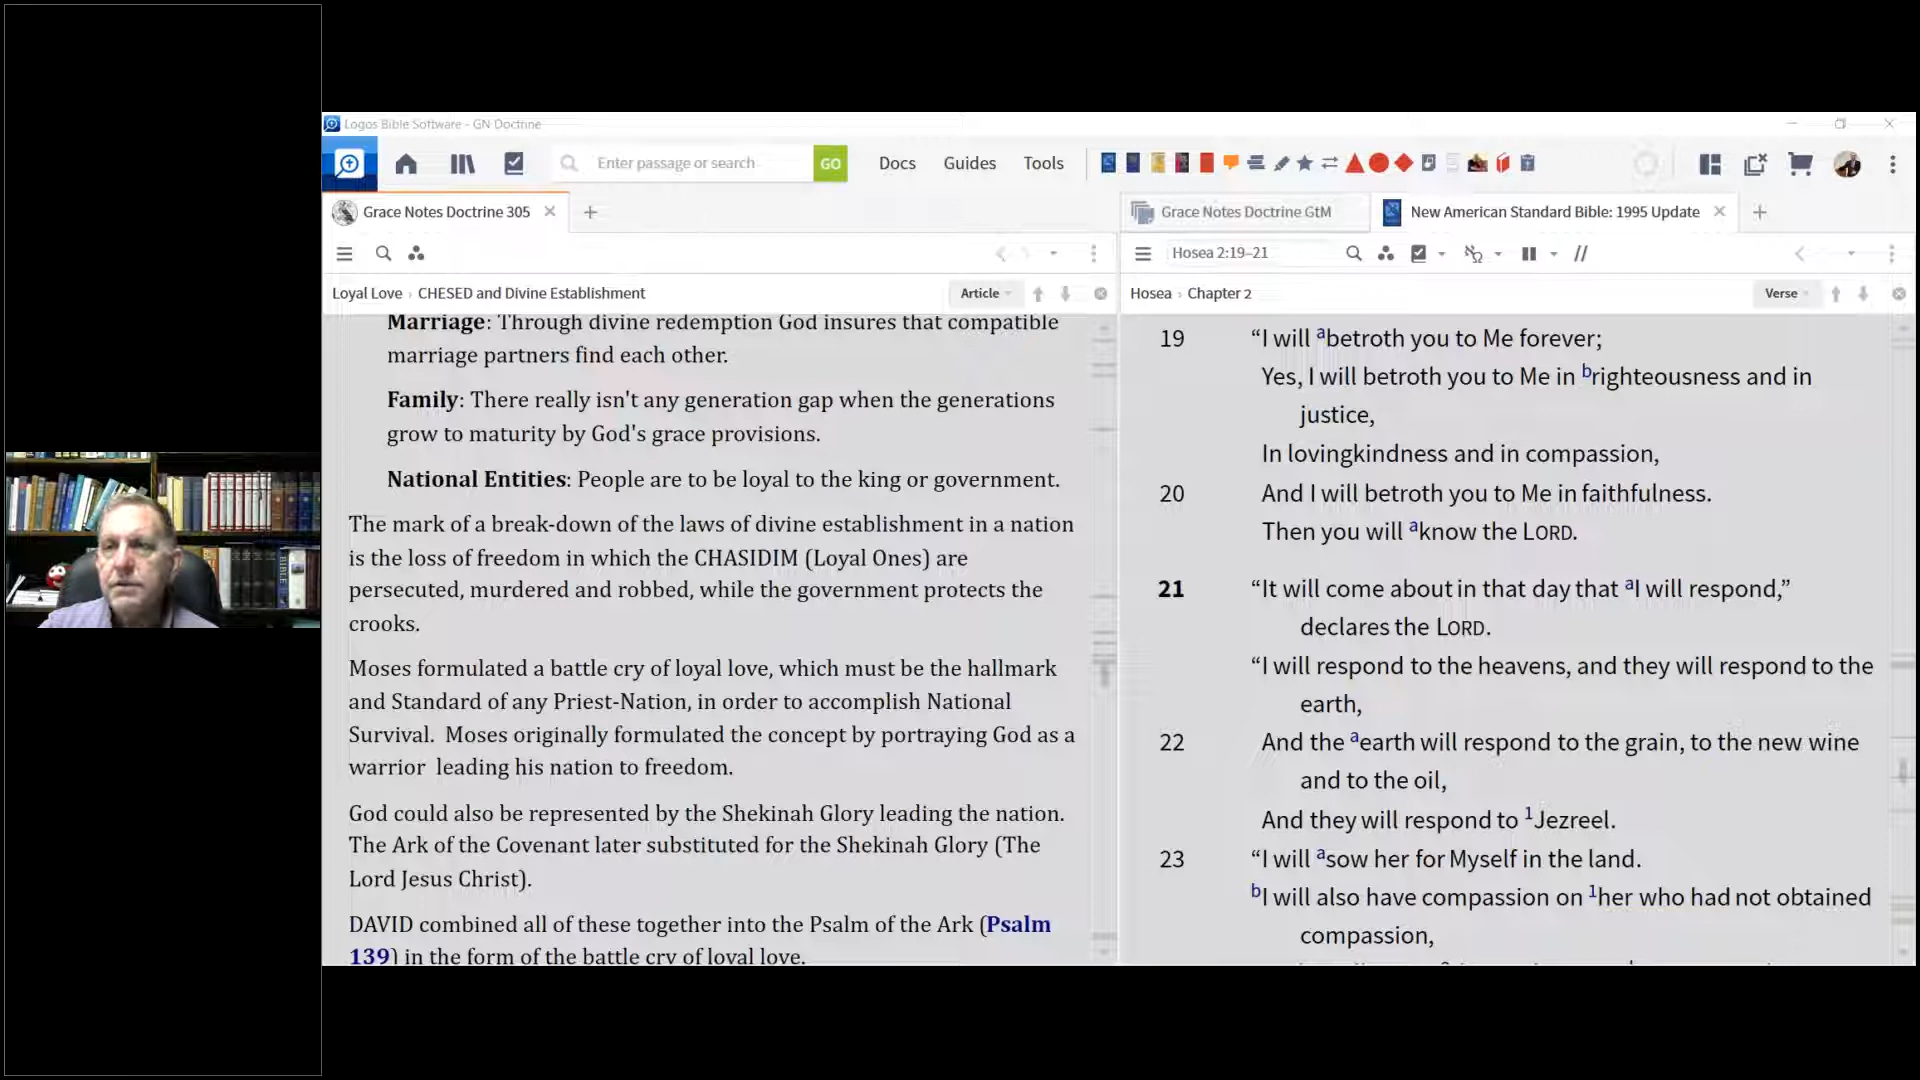 Logos Bible Software - GN Doctrine
Enter passage or search
GO
Docs
Guides
Tools
Grace Notes Doctrine 305
Loyal Love › CHESED and Divine Establishment
Article
Marriage: Through divine redemption God insures that compatible
marriage partners find each other.
Family: There really isn't any generation gap when the generations
grow to maturity by God's grace provisions.
National Entities: People are to be loyal to the king or government.
The mark of a break-down of the laws of divine establishment in a nation
is the loss of freedom in which the CHASIDIM (Loyal Ones) are
persecuted, murdered and robbed, while the government protects the
crooks.
Moses formulated a battle cry of loyal love, which must be the hallmark
and Standard of any Priest-Nation, in order to accomplish National
Survival.  Moses originally formulated the concept by portraying God as a
warrior  leading his nation to freedom.
God could also be represented by the Shekinah Glory leading the nation.
The Ark of the Covenant later substituted for the Shekinah Glory (The
Lord Jesus Christ).
DAVID combined all of these together into the Psalm of the Ark (Psalm
139) in the form of the battle cry of loyal love.
Grace Notes Doctrine GtM
New American Standard Bible: 1995 Update
Hosea 2:19–21
Hosea › Chapter 2
Verse
19 “I will ᵃbetroth you to Me forever;
Yes, I will betroth you to Me in ᵇrighteousness and in
justice,
In lovingkindness and in compassion,
20 And I will betroth you to Me in faithfulness.
Then you will ᵃknow the LORD.
21 “It will come about in that day that ᵃI will respond,”
declares the LORD.
“I will respond to the heavens, and they will respond to the
earth,
22 And the ᵃearth will respond to the grain, to the new wine
and to the oil,
And they will respond to ¹Jezreel.
23 “I will ᵃsow her for Myself in the land.
ᵇI will also have compassion on ¹her who had not obtained
compassion,
BIBLE